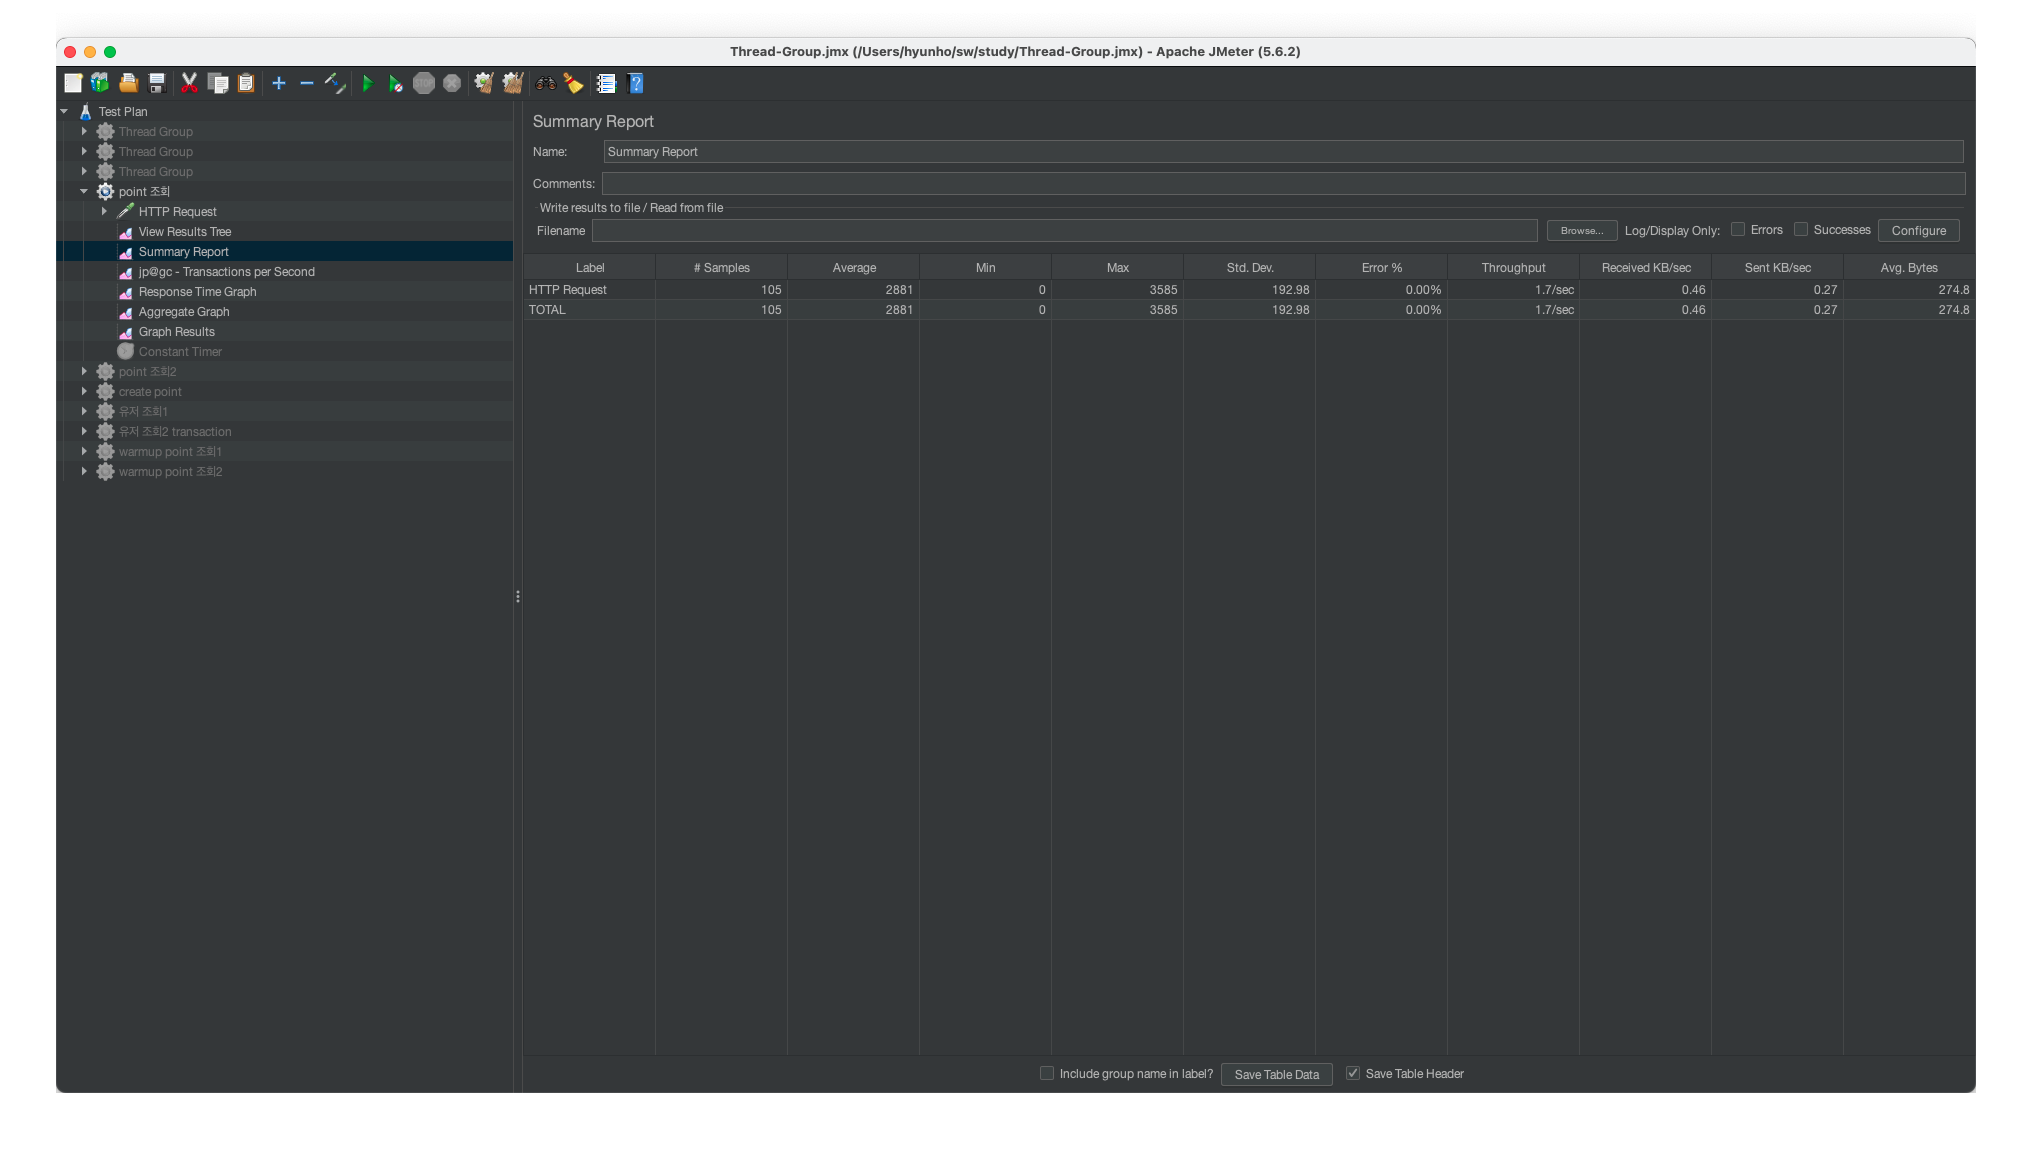 Thread-Group.jmx (/Users/hyunho/sw/study/Thread-Group.jmx) - Apache JMeter (5.6.2)
Test Plan
Thread Group
Thread Group
Thread Group
point 조회
HTTP Request
View Results Tree
Summary Report
jp@gc - Transactions per Second
Response Time Graph
Aggregate Graph
Graph Results
Constant Timer
point 조회2
create point
유저 조회1
유저 조회2 transaction
warmup point 조회1
warmup point 조회2
Summary Report
Name: Summary Report
Comments:
Write results to file / Read from file
Filename Browse... Log/Display Only: Errors Successes Configure
Label # Samples Average Min Max Std. Dev. Error % Throughput Received KB/sec Sent KB/sec Avg. Bytes
HTTP Request 105 2881 0 3585 192.98 0.00% 1.7/sec 0.46 0.27 274.8
TOTAL 105 2881 0 3585 192.98 0.00% 1.7/sec 0.46 0.27 274.8
Include group name in label? Save Table Data Save Table Header